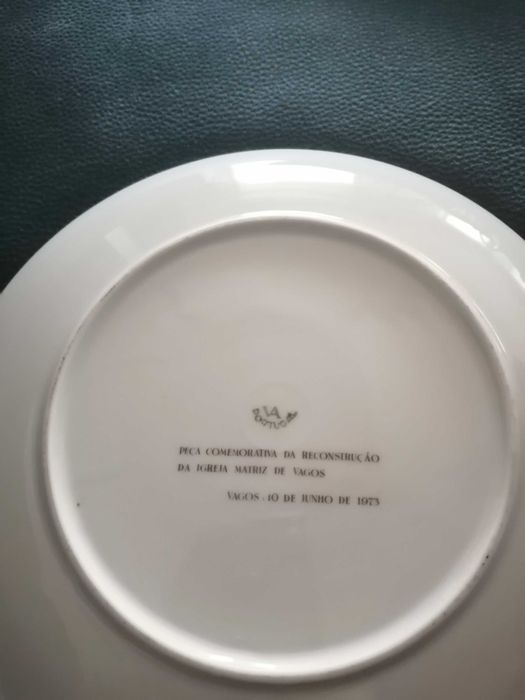 VA
PORTUGAL
PEÇA COMEMORATIVA DA RECONSTRUÇÃO
DA IGREJA MATRIZ DE VAGOS
VAGOS, 10 DE JUNHO DE 1973